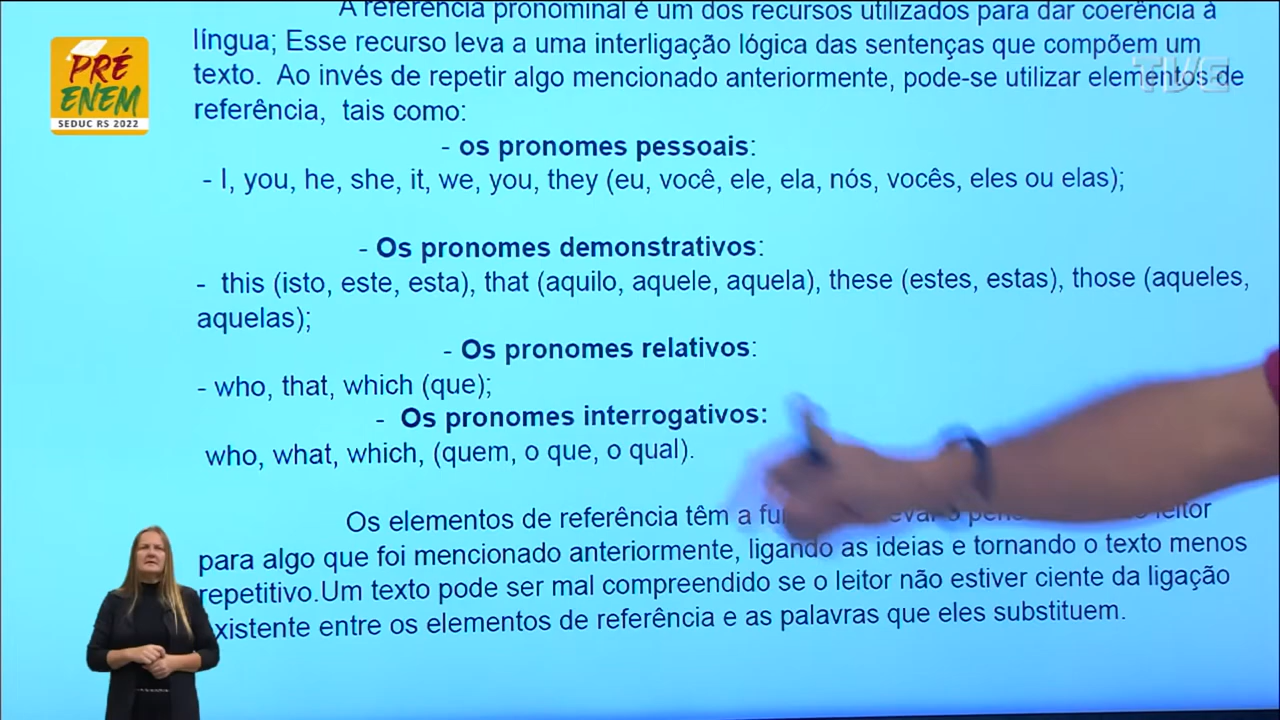 A referência pronominal é um dos recursos utilizados para dar coerência à
língua; Esse recurso leva a uma interligação lógica das sentenças que compõem um
texto. Ao invés de repetir algo mencionado anteriormente, pode-se utilizar elementos de
referência, tais como:
- os pronomes pessoais:
- I, you, he, she, it, we, you, they (eu, você, ele, ela, nós, vocês, eles ou elas);
- Os pronomes demonstrativos:
- this (isto, este, esta), that (aquilo, aquele, aquela), these (estes, estas), those (aqueles,
aquelas);
- Os pronomes relativos:
- who, that, which (que);
- Os pronomes interrogativos:
who, what, which, (quem, o que, o qual).
Os elementos de referência têm a leitor
para algo que foi mencionado anteriormente, ligando as ideias e tornando o texto menos
repetitivo.Um texto pode ser mal compreendido se o leitor não estiver ciente da ligação
existente entre os elementos de referência e as palavras que eles substituem.
PRÉ
ENEM
SEDUC RS 2022
TVE